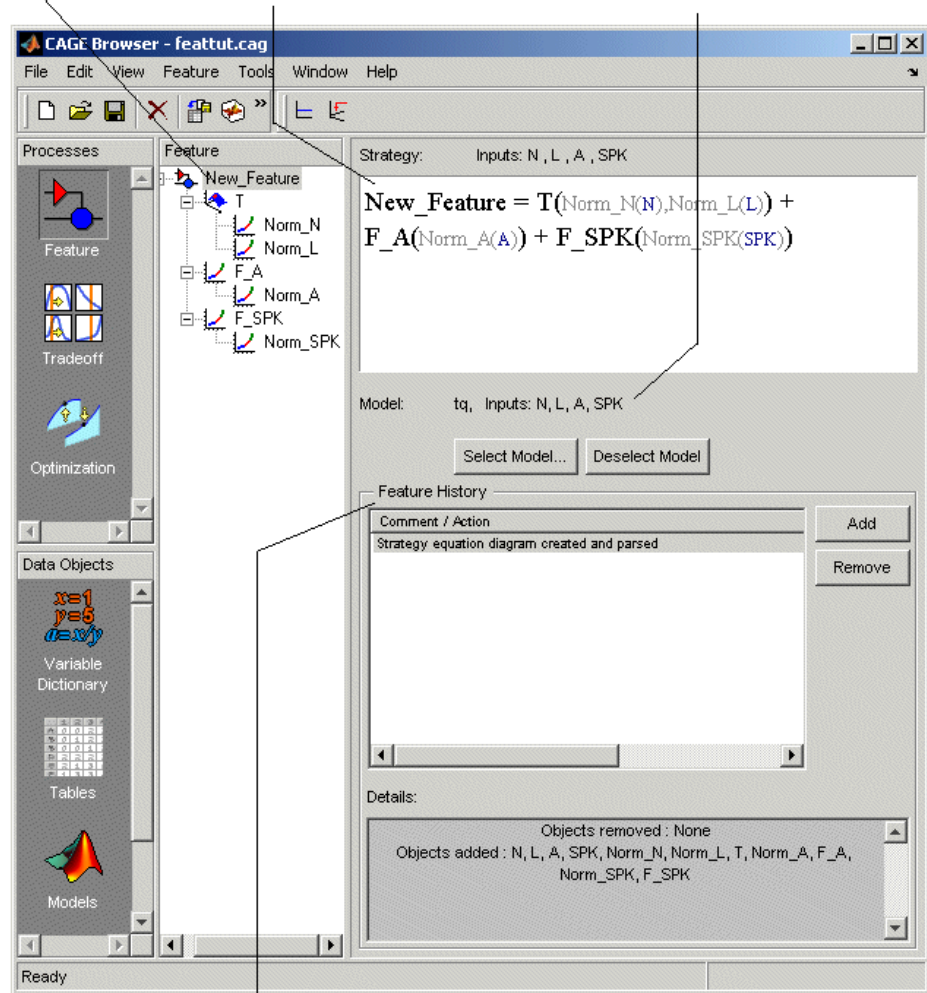 CAGE Browser - feattut.cag
File Edit View Feature Tools Window Help
Processes
Feature
Tradeoff
Optimization
Data Objects
x=1
y=5
a=x/y
Variable
Dictionary
Tables
Models
Feature
New_Feature
T
Norm_N
Norm_L
F_A
Norm_A
F_SPK
Norm_SPK
Strategy: Inputs: N , L , A , SPK
New_Feature = T(Norm_N(N),Norm_L(L)) +
F_A(Norm_A(A)) + F_SPK(Norm_SPK(SPK))
Model: tq, Inputs: N, L, A, SPK
Select Model... Deselect Model
Feature History
Comment / Action
Strategy equation diagram created and parsed
Add
Remove
Details:
Objects removed : None
Objects added : N, L, A, SPK, Norm_N, Norm_L, T, Norm_A, F_A,
Norm_SPK, F_SPK
Ready